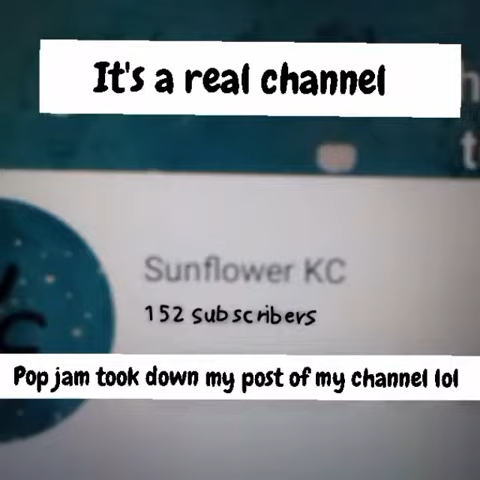 It's a real channel
Sunflower KC
152 subscribers
Pop jam took down my post of my channel lol